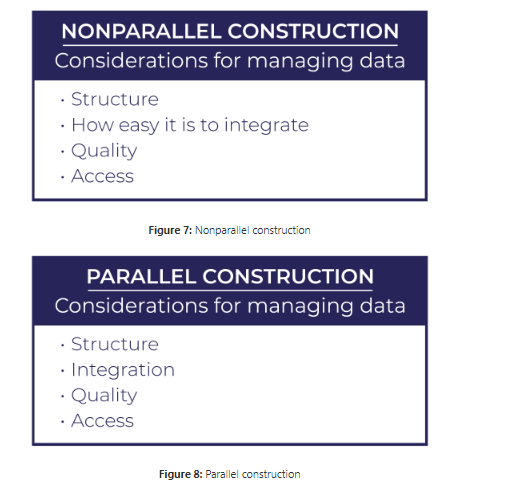 NONPARALLEL CONSTRUCTION
Considerations for managing data
· Structure
· How easy it is to integrate
· Quality
· Access
Figure 7: Nonparallel construction
PARALLEL CONSTRUCTION
Considerations for managing data
· Structure
· Integration
· Quality
· Access
Figure 8: Parallel construction